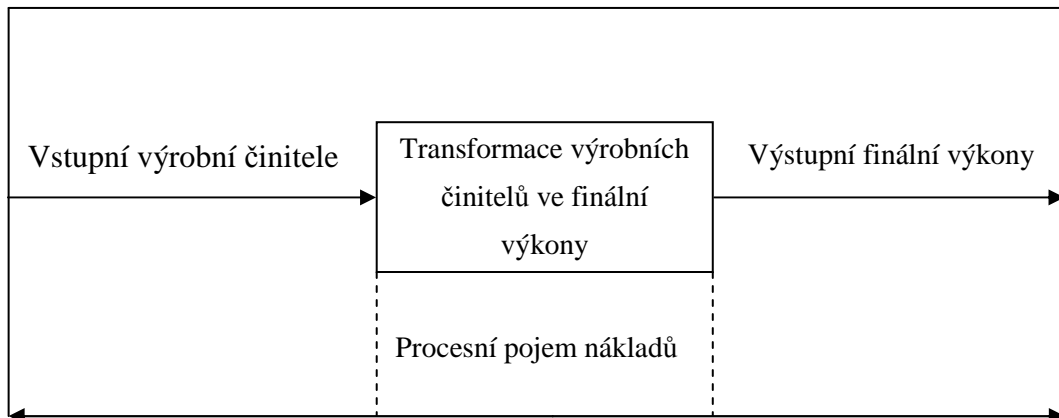 Vstupní výrobní činitele
Transformace výrobních
činitelů ve finální
výkony
Výstupní finální výkony
Procesní pojem nákladů